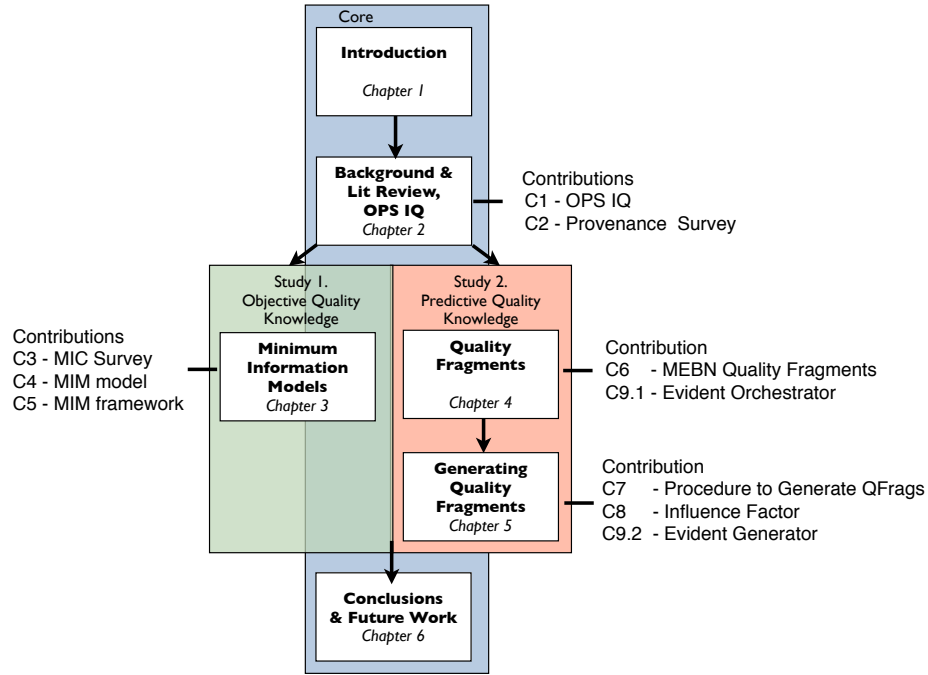 Core
Introduction
Chapter 1
Background &
Lit Review,
OPS IQ
Chapter 2
Contributions
C1 - OPS IQ
C2 - Provenance Survey
Study 1.
Objective Quality
Knowledge
Study 2.
Predictive Quality
Knowledge
Contributions
C3 - MIC Survey
C4 - MIM model
C5 - MIM framework
Minimum
Information
Models
Chapter 3
Quality
Fragments
Chapter 4
Contribution
C6 - MEBN Quality Fragments
C9.1 - Evident Orchestrator
Generating
Quality
Fragments
Chapter 5
Contribution
C7 - Procedure to Generate QFrags
C8 - Influence Factor
C9.2 - Evident Generator
Conclusions
& Future Work
Chapter 6